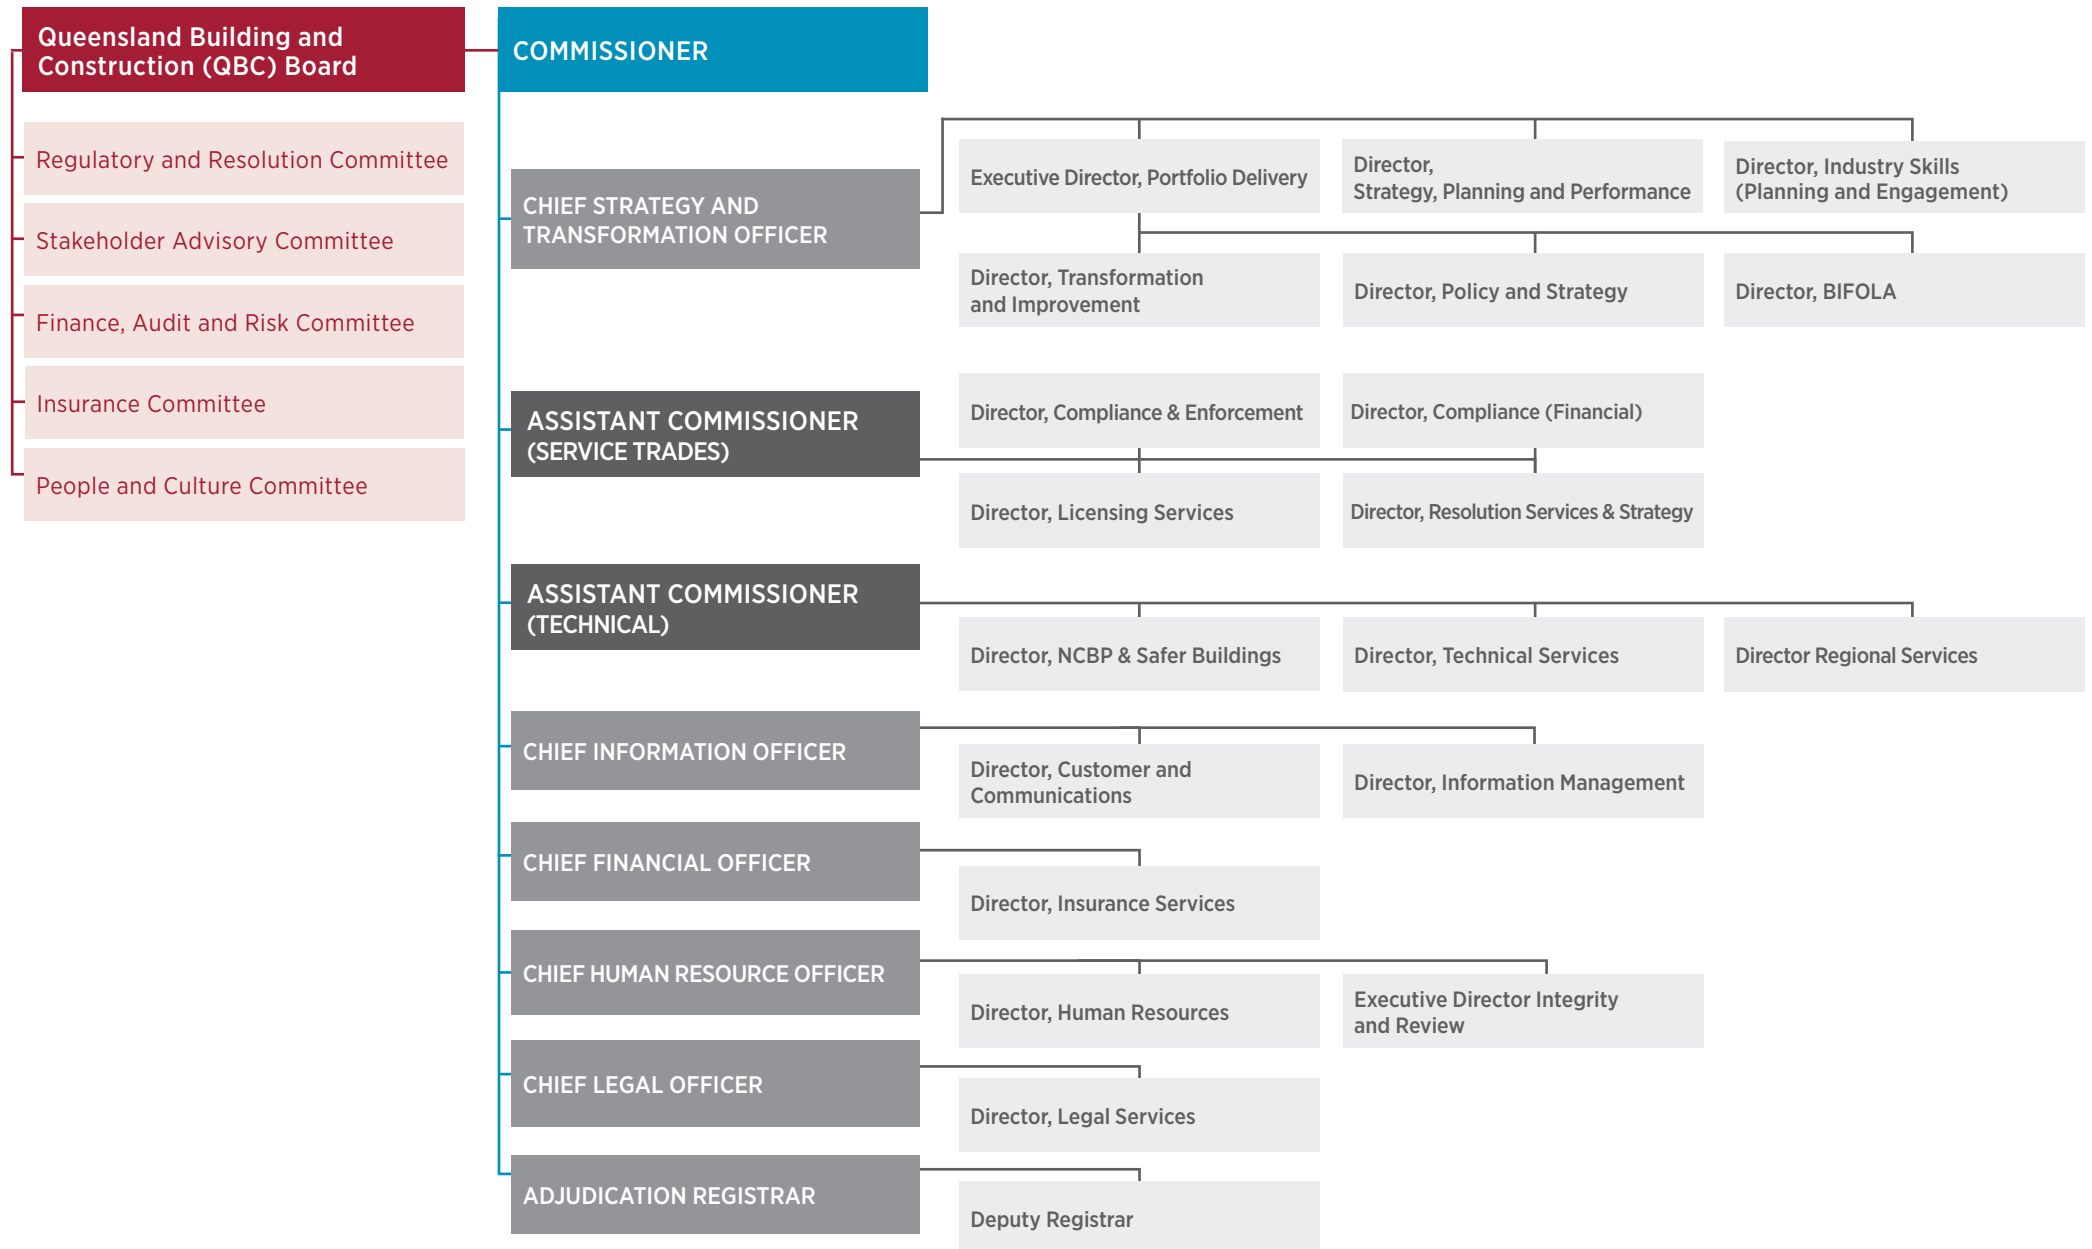 Queensland Building and
Construction (QBC) Board
Regulatory and Resolution Committee
Stakeholder Advisory Committee
Finance, Audit and Risk Committee
Insurance Committee
People and Culture Committee
COMMISSIONER
CHIEF STRATEGY AND
TRANSFORMATION OFFICER
Executive Director, Portfolio Delivery
Director,
Strategy, Planning and Performance
Director, Industry Skills
(Planning and Engagement)
Director, Transformation
and Improvement
Director, Policy and Strategy
Director, BIFOLA
ASSISTANT COMMISSIONER
(SERVICE TRADES)
Director, Compliance & Enforcement
Director, Compliance (Financial)
Director, Licensing Services
Director, Resolution Services & Strategy
ASSISTANT COMMISSIONER
(TECHNICAL)
Director, NCBP & Safer Buildings
Director, Technical Services
Director Regional Services
CHIEF INFORMATION OFFICER
Director, Customer and
Communications
Director, Information Management
CHIEF FINANCIAL OFFICER
Director, Insurance Services
CHIEF HUMAN RESOURCE OFFICER
Director, Human Resources
Executive Director Integrity
and Review
CHIEF LEGAL OFFICER
Director, Legal Services
ADJUDICATION REGISTRAR
Deputy Registrar